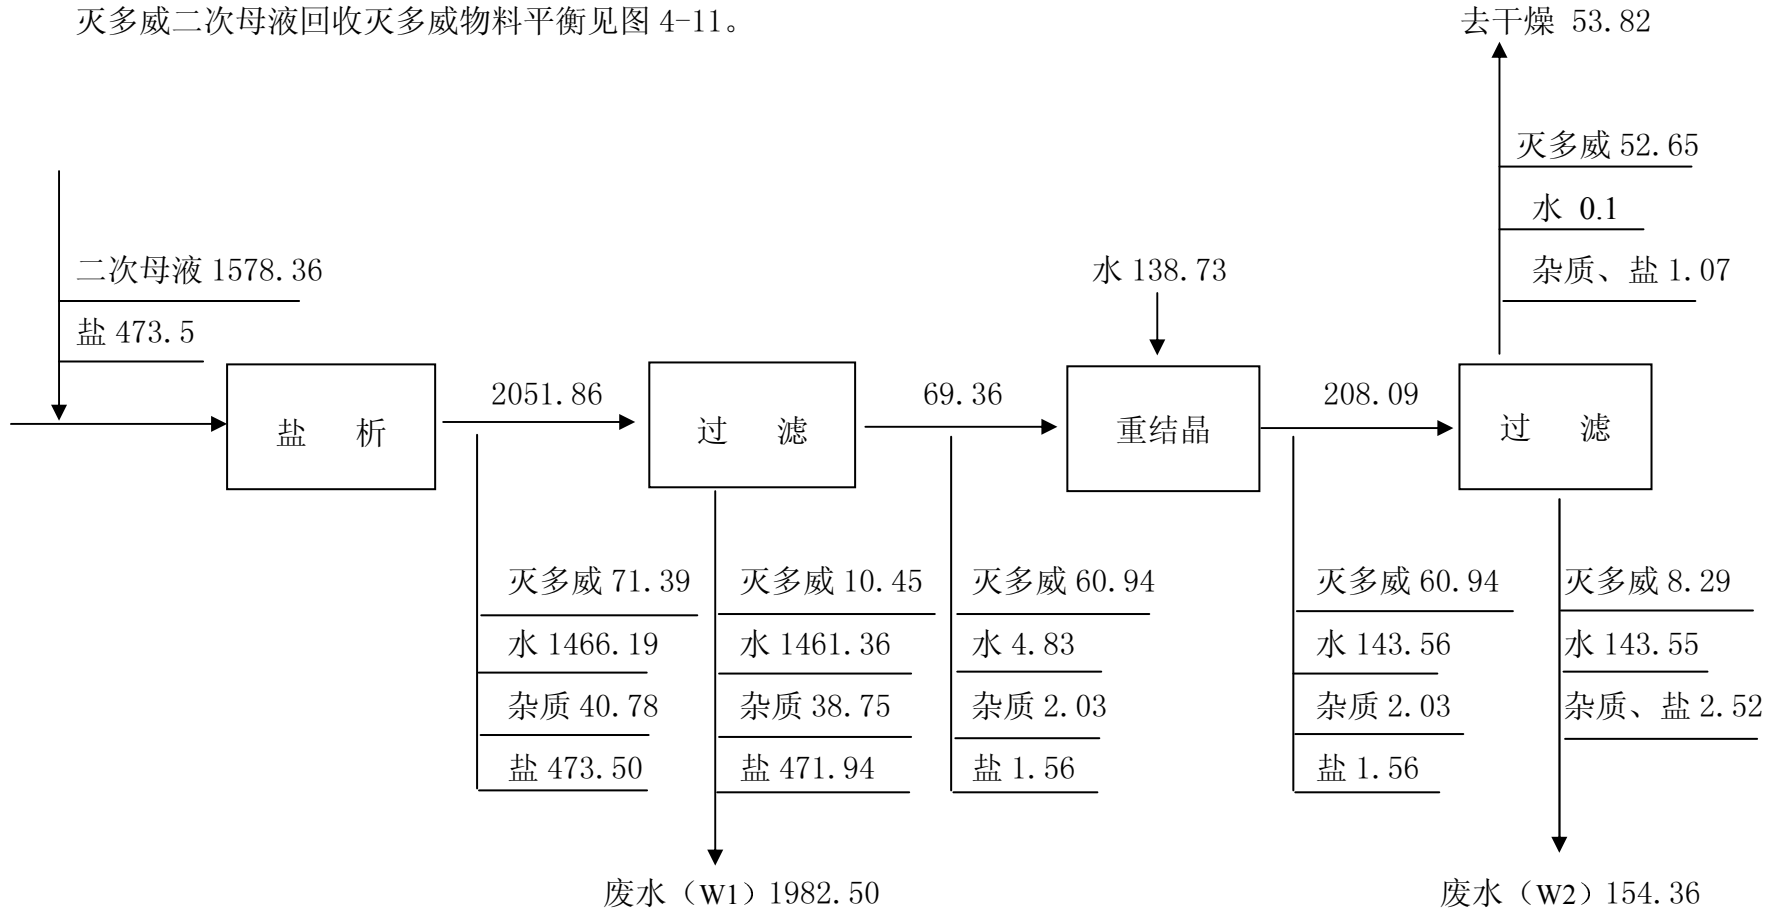 灭多威二次母液回收灭多威物料平衡见图 4-11。
去干燥 53.82
灭多威 52.65
水 0.1
杂质、盐 1.07
二次母液 1578.36
盐 473.5
水 138.73
盐 析
2051.86
过 滤
69.36
重结晶
208.09
过 滤
灭多威 71.39
水 1466.19
杂质 40.78
盐 473.50
灭多威 10.45
水 1461.36
杂质 38.75
盐 471.94
灭多威 60.94
水 4.83
杂质 2.03
盐 1.56
灭多威 60.94
水 143.56
杂质 2.03
盐 1.56
灭多威 8.29
水 143.55
杂质、盐 2.52
废水（W1）1982.50
废水（W2）154.36